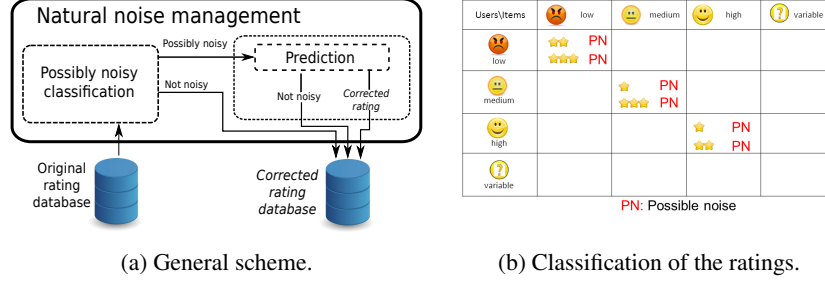 Natural noise management
Possibly noisy
classification
Possibly noisy
Not noisy
Prediction
Not noisy
Corrected
rating
Original
rating
database
Corrected
rating
database
(a) General scheme.
Users\Items
low
medium
high
variable
low
PN
PN
medium
PN
PN
high
PN
PN
variable
PN: Possible noise
(b) Classification of the ratings.